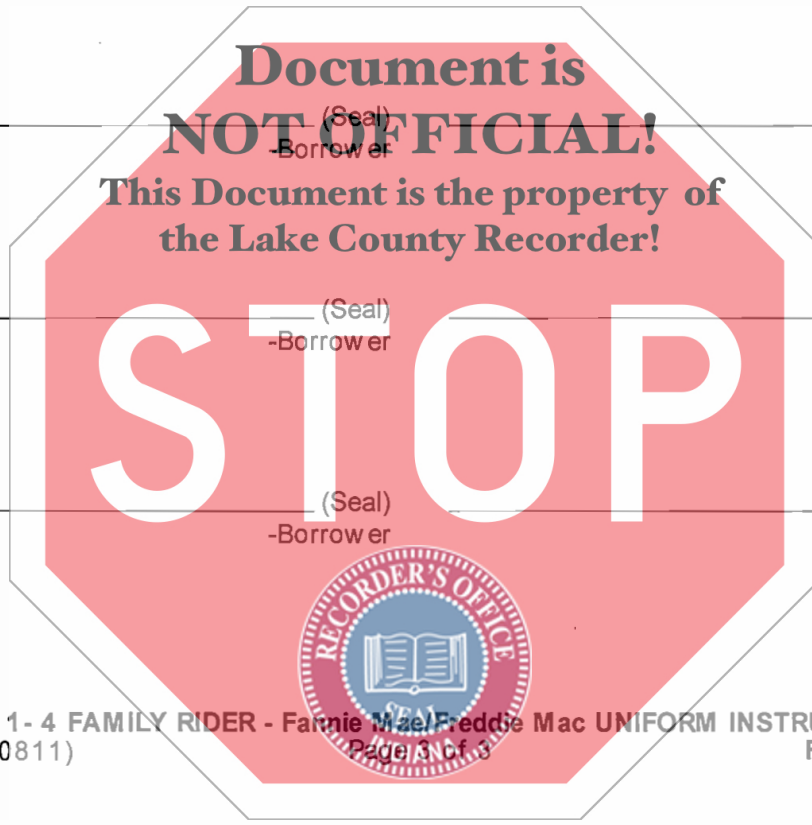 Document is
(Seal)
NOT OFFICIAL!
-Borrower
This Document is the property of
the Lake County Recorder!
(Seal)
-Borrower
STOP
(Seal)
-Borrower
RECORDER'S OFFICE
SEAL
INDIANA
1- 4 FAMILY RIDER - Fannie Mae/Freddie Mac UNIFORM INSTRU
0811)
Page 3 of 3